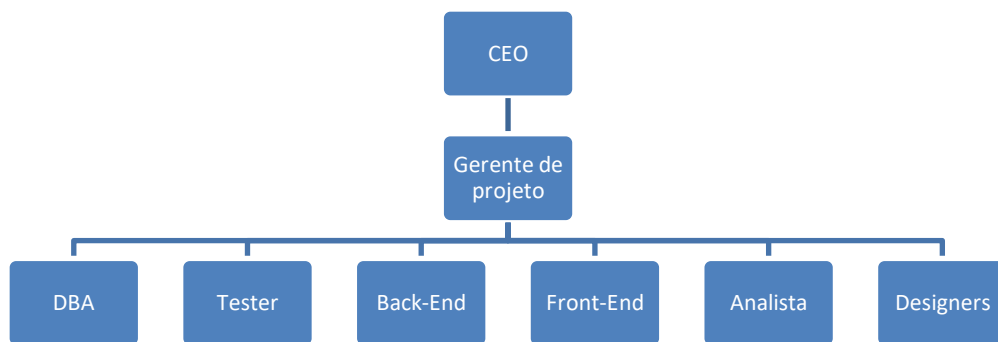 CEO
Gerente de
projeto
DBA
Tester
Back-End
Front-End
Analista
Designers